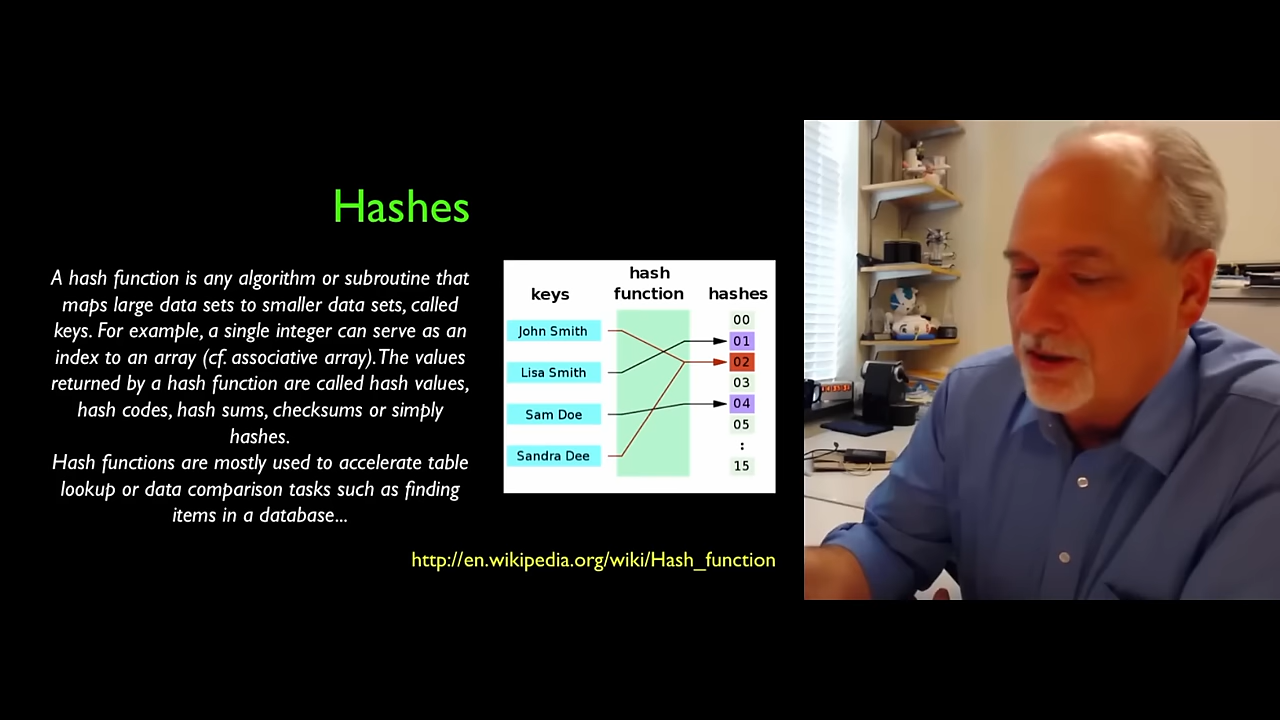 Hashes
A hash function is any algorithm or subroutine that
maps large data sets to smaller data sets, called
keys. For example, a single integer can serve as an
index to an array (cf. associative array). The values
returned by a hash function are called hash values,
hash codes, hash sums, checksums or simply
hashes.
Hash functions are mostly used to accelerate table
lookup or data comparison tasks such as finding
items in a database...
hash
keys function hashes
John Smith
Lisa Smith
Sam Doe
Sandra Dee
00
01
02
03
04
05
:
15
http://en.wikipedia.org/wiki/Hash_function